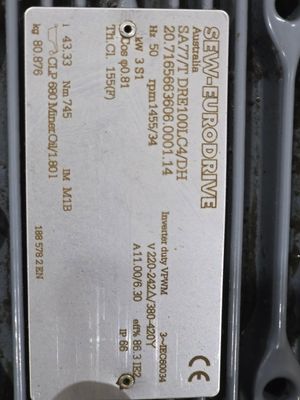 SEW-EURODRIVE
Australia
SA77/T DRE100LC4/DH
20.7165663606.0001.14
Hz 50 rpm 1455/34
kW 3 S1
Cos φ 0.81
Th.Cl. 155(F)
Inverter duty VPWM
3~IEC60034
V 220-242Δ/380-420Y
A 11.00/6.30 eff% 86.3 IE2
IP 66
i 43.33 Nm 745 IM M1B
CLP 680 Miner.Oil/1.80 l
kg 80.876
188 578 2 EN
CE